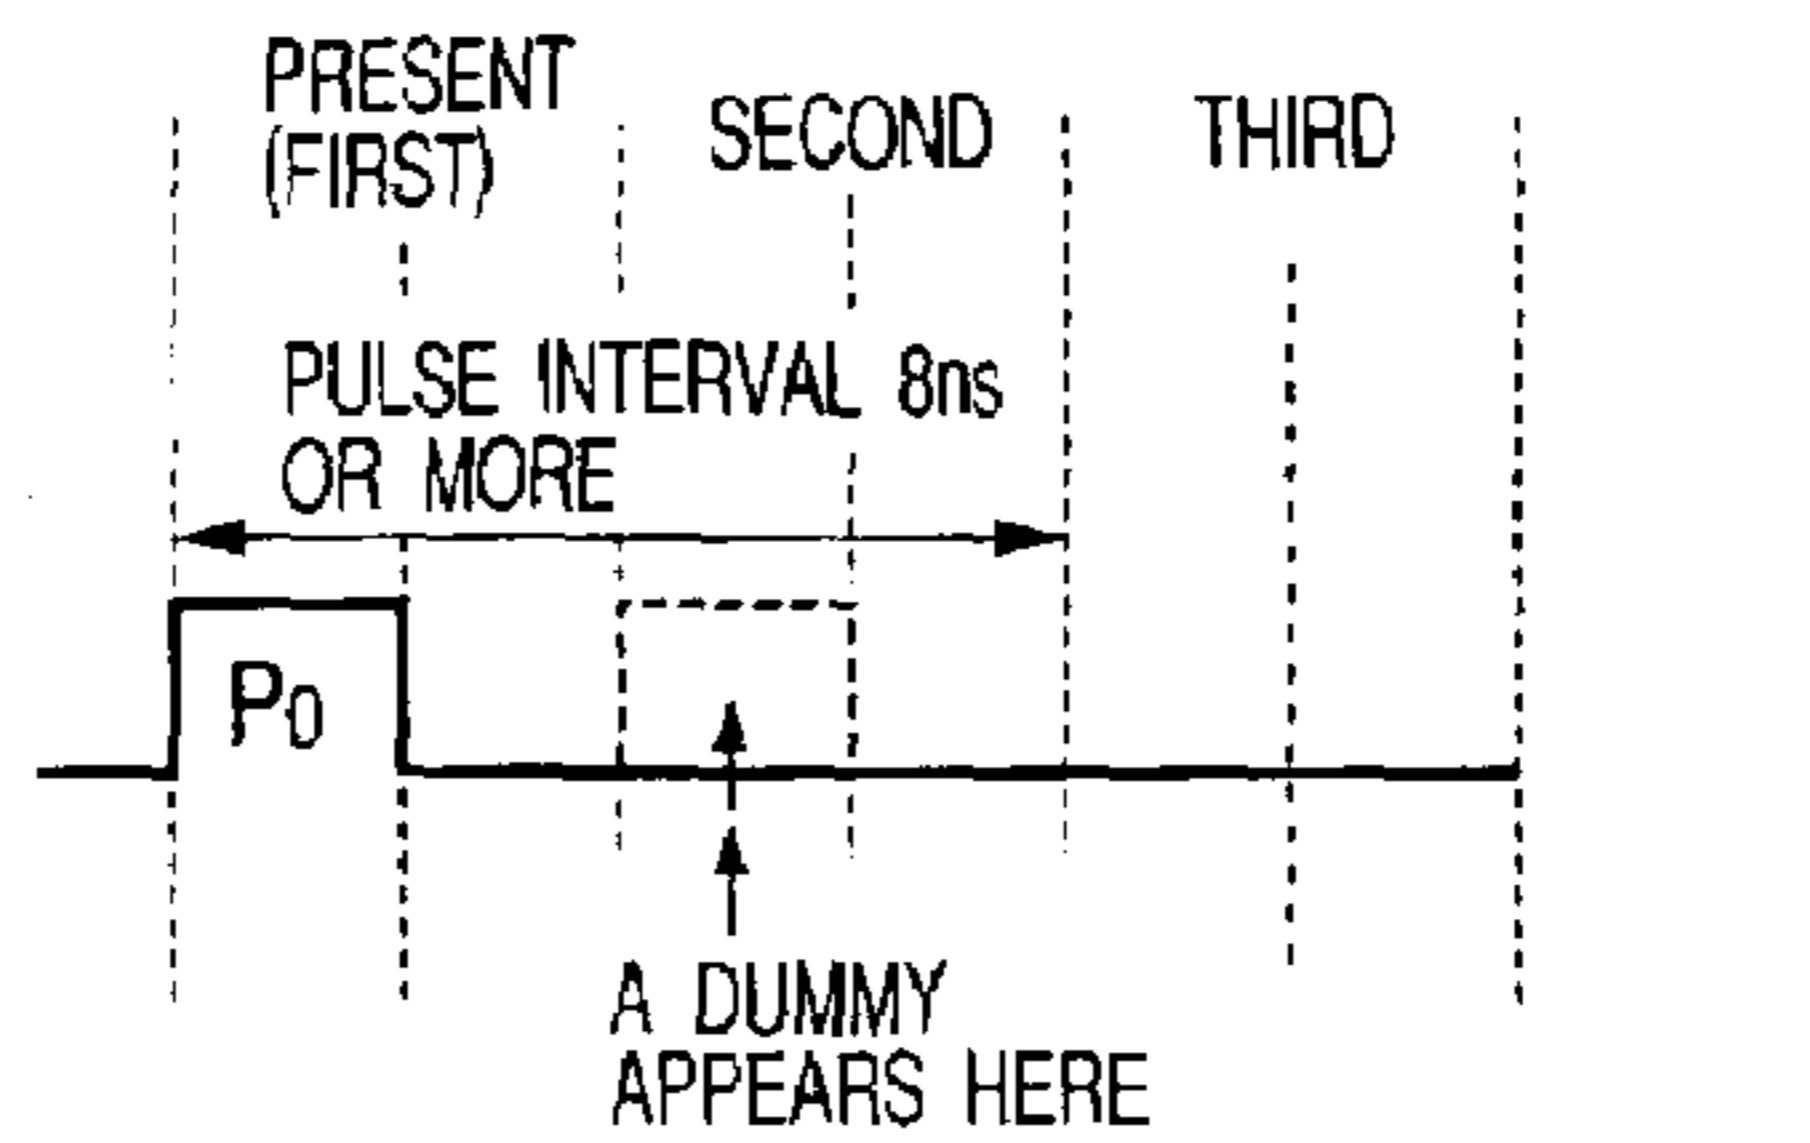 PRESENT
(FIRST)
SECOND
THIRD
PULSE INTERVAL 8ns
OR MORE
P0
A DUMMY
APPEARS HERE